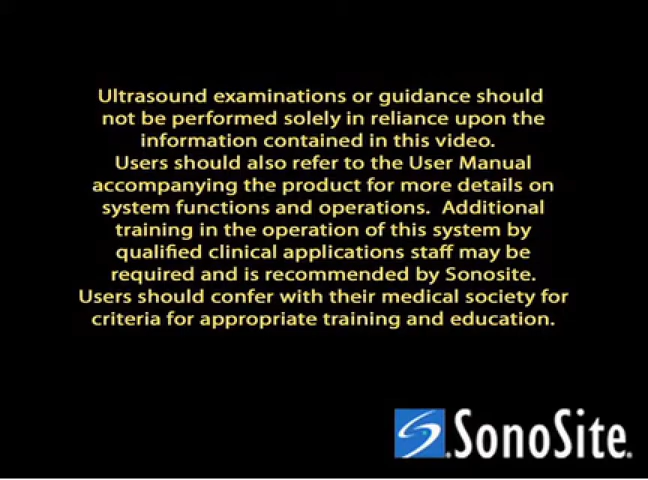 Ultrasound examinations or guidance should
not be performed solely in reliance upon the
information contained in this video.
Users should also refer to the User Manual
accompanying the product for more details on
system functions and operations.  Additional
training in the operation of this system by
qualified clinical applications staff may be
required and is recommended by Sonosite.
Users should confer with their medical society for
criteria for appropriate training and education.
SonoSite.